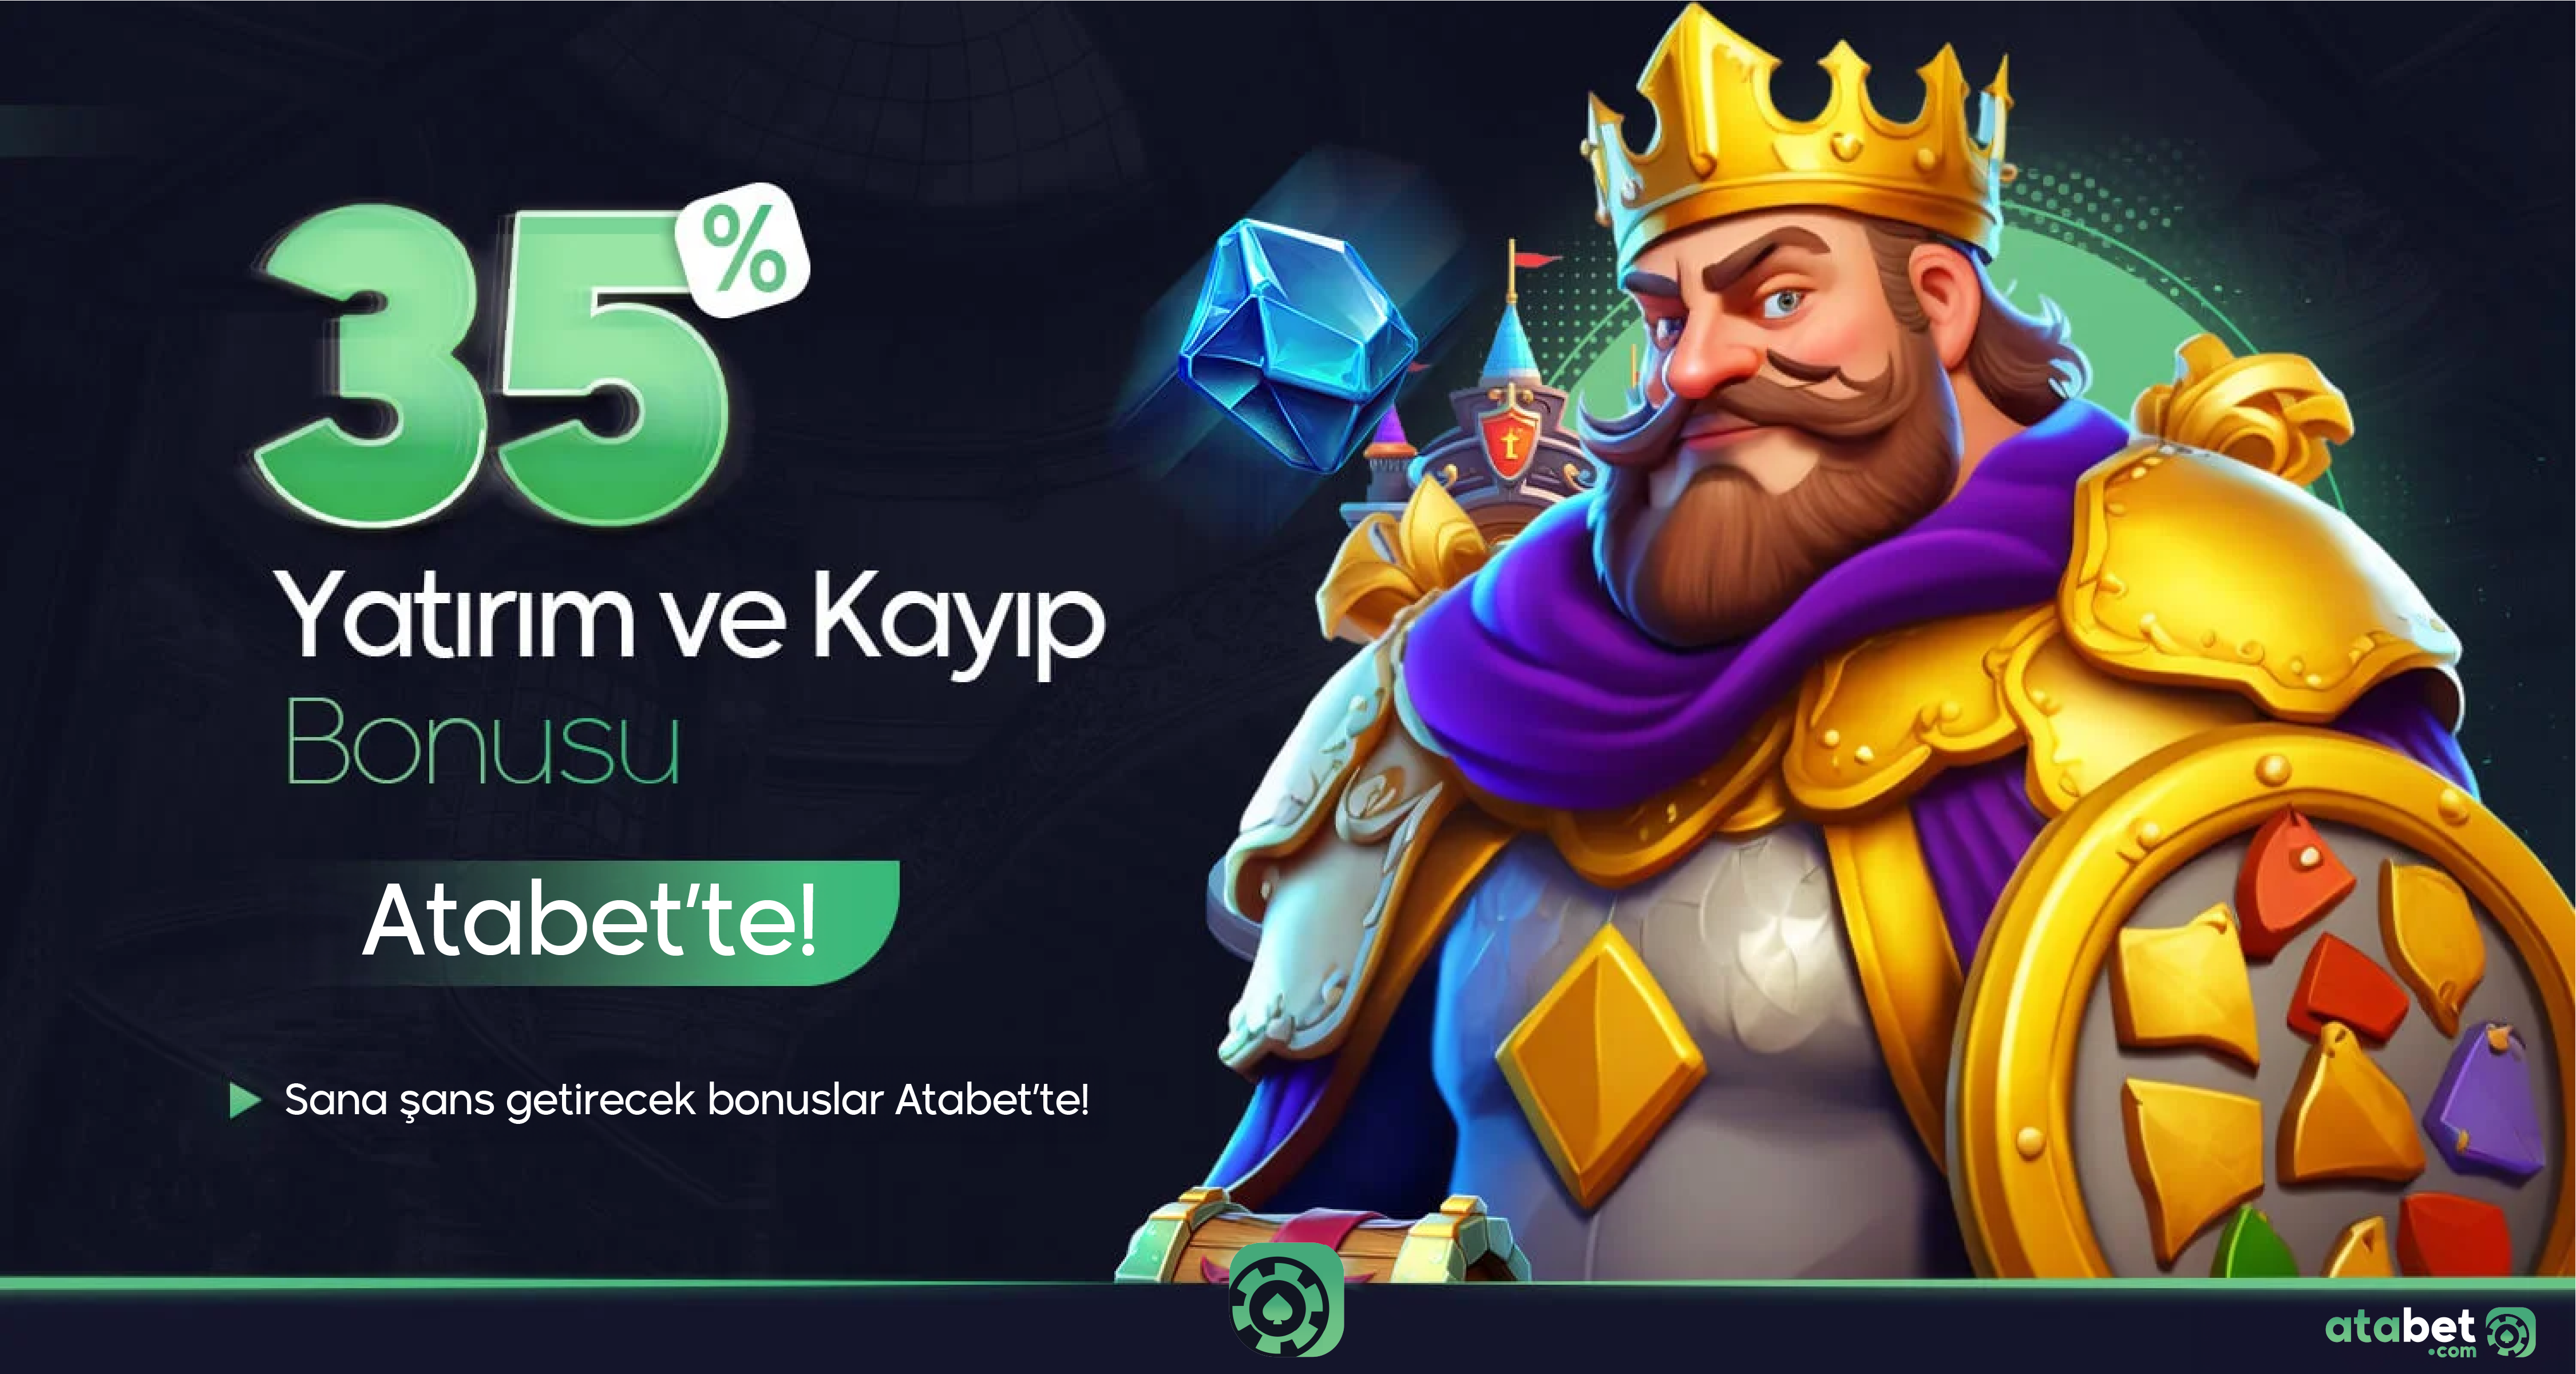 35%
Yatırım ve Kayıp
Bonusu
Atabet'te!
Sana şans getirecek bonuslar Atabet'te!
atabet
.com